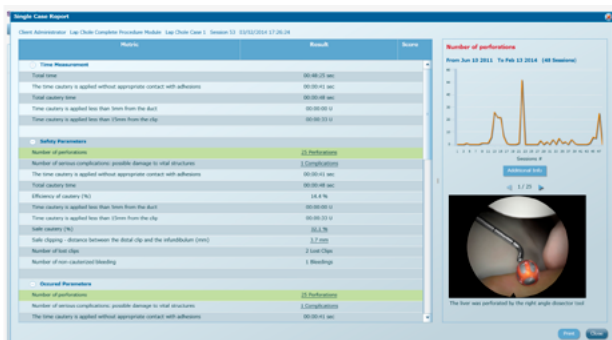 Single Case Report
Client Administrator Lap Chole Complete Procedure Module Lap Chole Case 1 Session 53 03/02/2014 17:26:24
Metric Result Score
Time Measurement
Total time 00:48:25 sec
The time cautery is applied without appropriate contact with adhesions 00:00:41 sec
Total cautery time 00:00:48 sec
Time cautery is applied less than 5mm from the duct 00:00:00 U
Time cautery is applied less than 15mm from the clip 00:00:33 U
Safety Parameters
Number of perforations 25 Perforations
Number of serious complications: possible damage to vital structures 1 Complications
The time cautery is applied without appropriate contact with adhesions 00:00:41 sec
Total cautery time 00:00:48 sec
Efficiency of cautery (%) 14.4 %
Time cautery is applied less than 5mm from the duct 00:00:00 U
Time cautery is applied less than 15mm from the clip 00:00:33 U
Safe cautery (%)
Safe clipping - distance between the distal clip and the infundibulum (mm) 3.7 mm
Number of lost clips 2 Lost Clips
Number of non-cauterized bleeding 1 Bleedings
Occured Parameters
Number of perforations 25 Perforations
Number of serious complications: possible damage to vital structures 1 Complications
The time cautery is applied without appropriate contact with adhesions 00:00:41 sec
Number of perforations
From Jun 10 2011 To Feb 13 2014 (48 Sessions)
Sessions #
Additional Info
1 / 25
The liver was perforated by the right angle dissector tool
Print Close